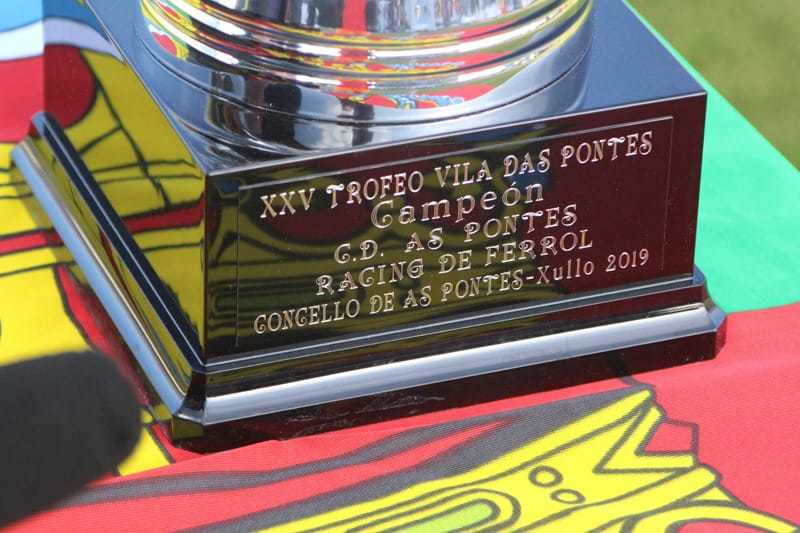 XXV TROFEO VILA DAS PONTES
Campeón
C.D. AS PONTES
RACING DE FERROL
CONCELLO DE AS PONTES-Xullo 2019